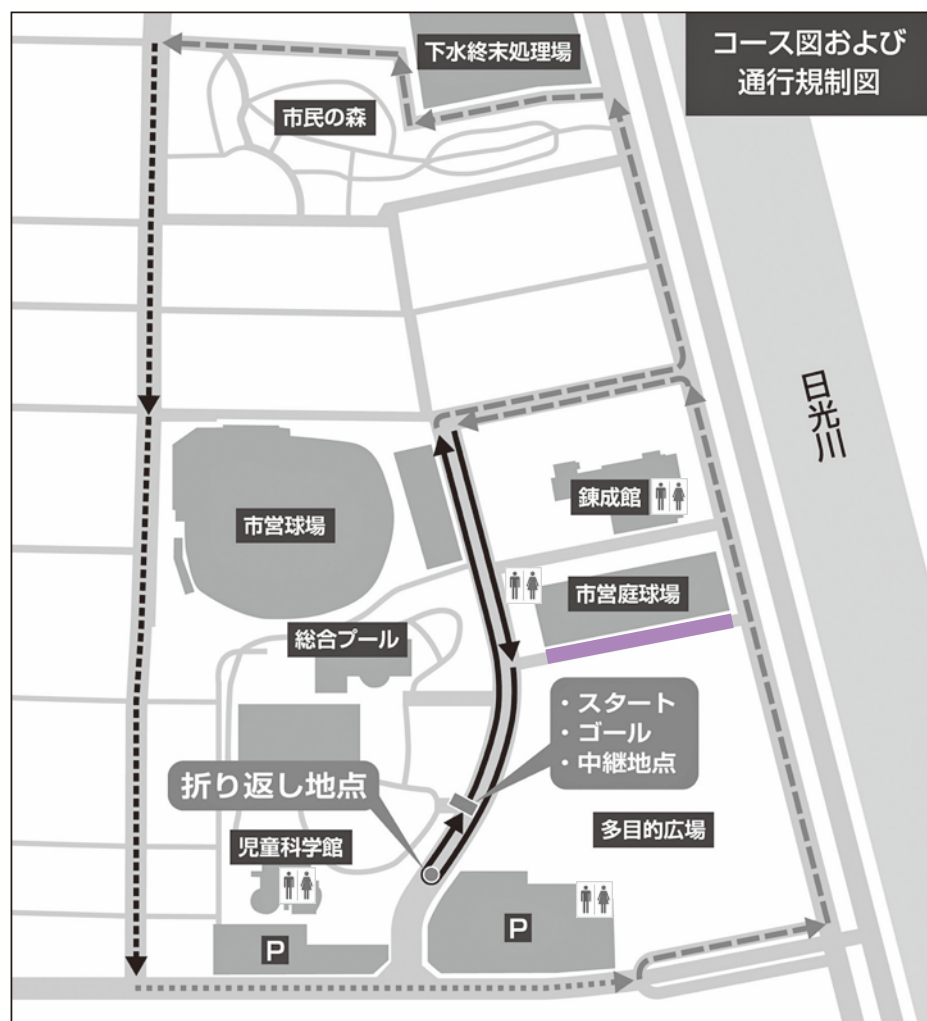 コース図および
通行規制図
下水終末処理場
市民の森
日光川
錬成館
市営球場
市営庭球場
総合プール
・スタート
・ゴール
・中継地点
折り返し地点
多目的広場
児童科学館
P
P